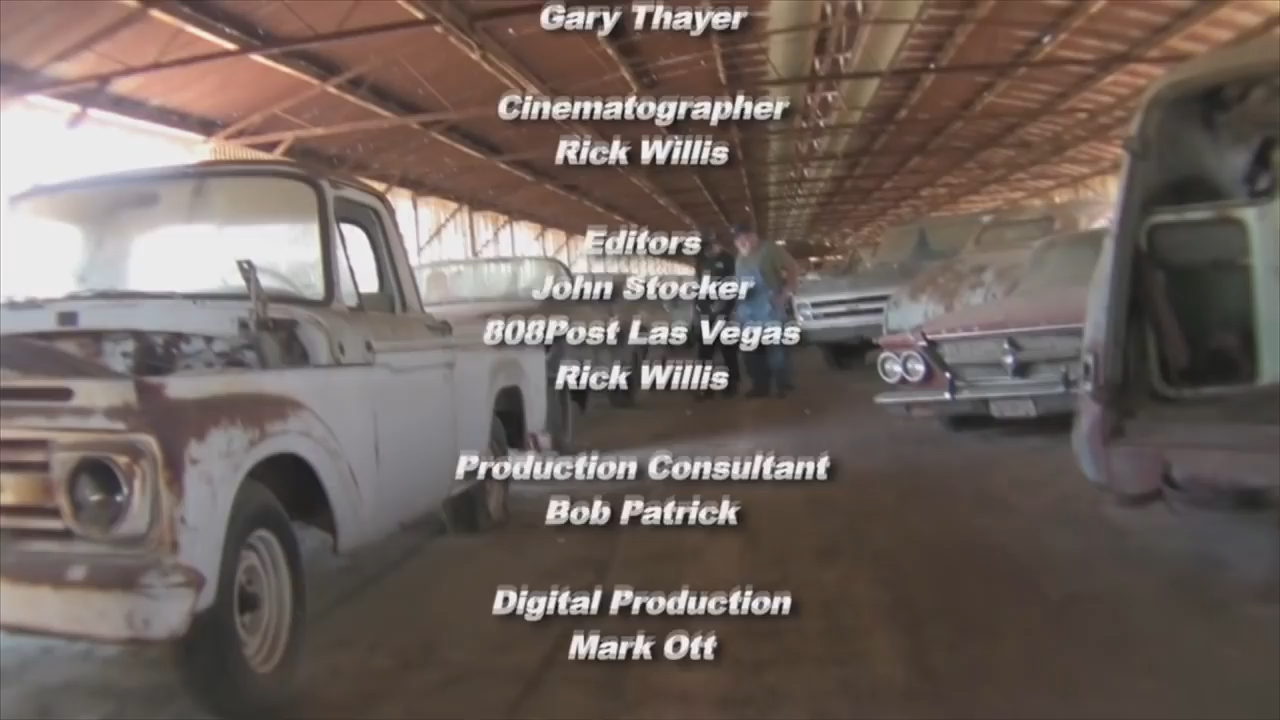 Gary Thayer
Cinematographer
Rick Willis
Editors
John Stocker
808Post Las Vegas
Rick Willis
Production Consultant
Bob Patrick
Digital Production
Mark Ott